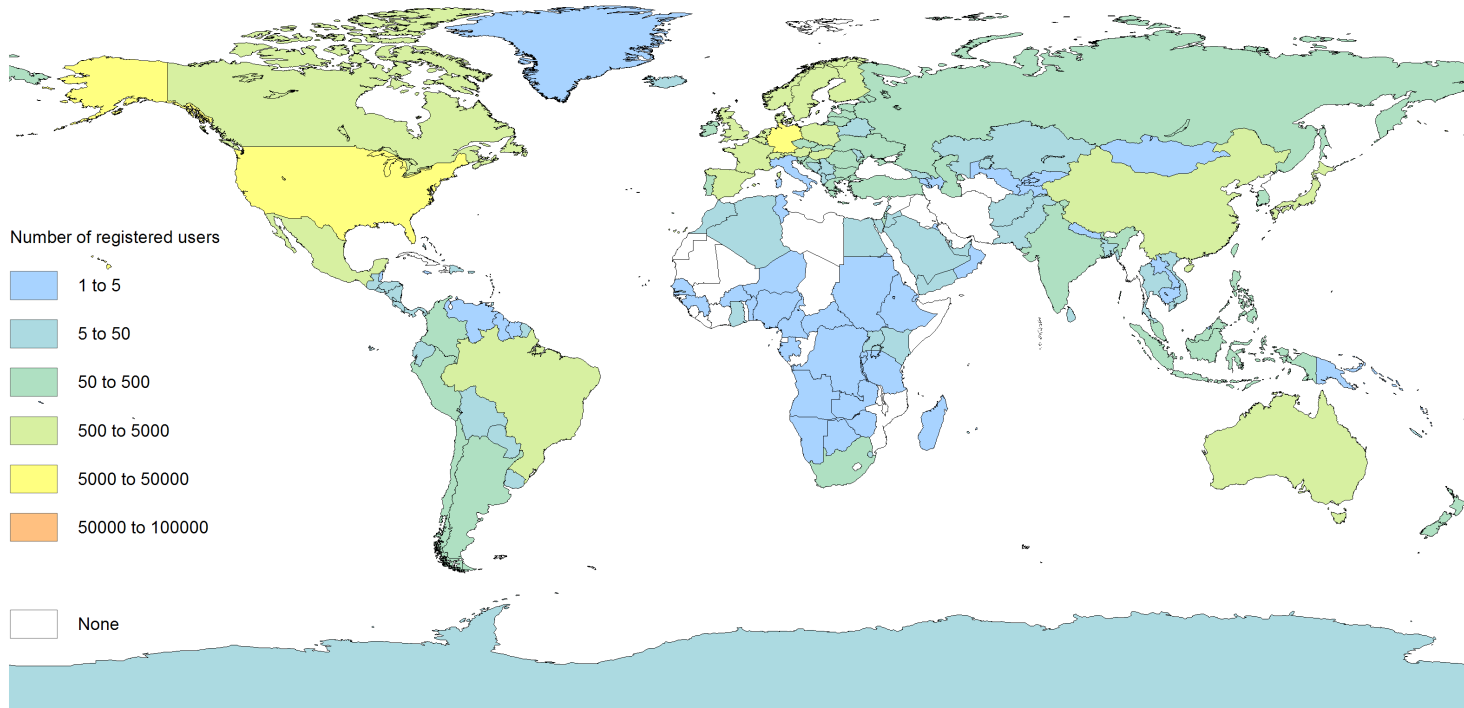 Number of registered users
1 to 5
5 to 50
50 to 500
500 to 5000
5000 to 50000
50000 to 100000
None